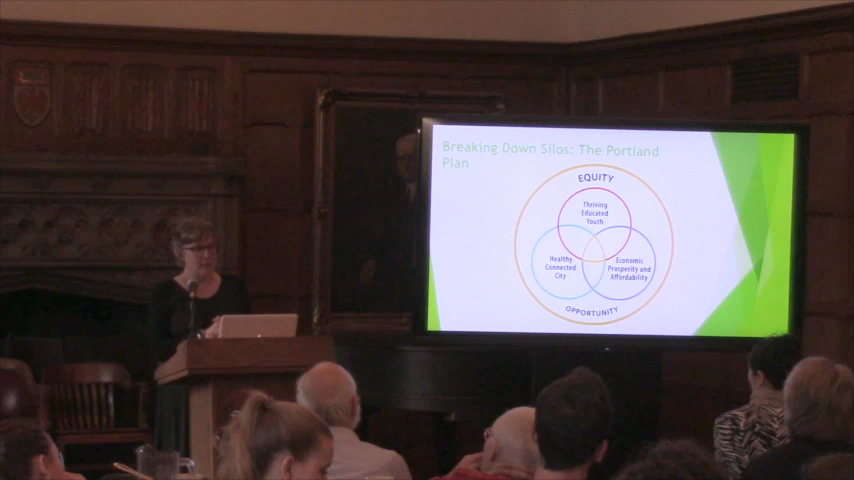 Breaking Down Silos: The Portland
Plan
EQUITY
Thriving
Educated
Youth
Healthy
Connected
City
Economic
Prosperity and
Affordability
OPPORTUNITY